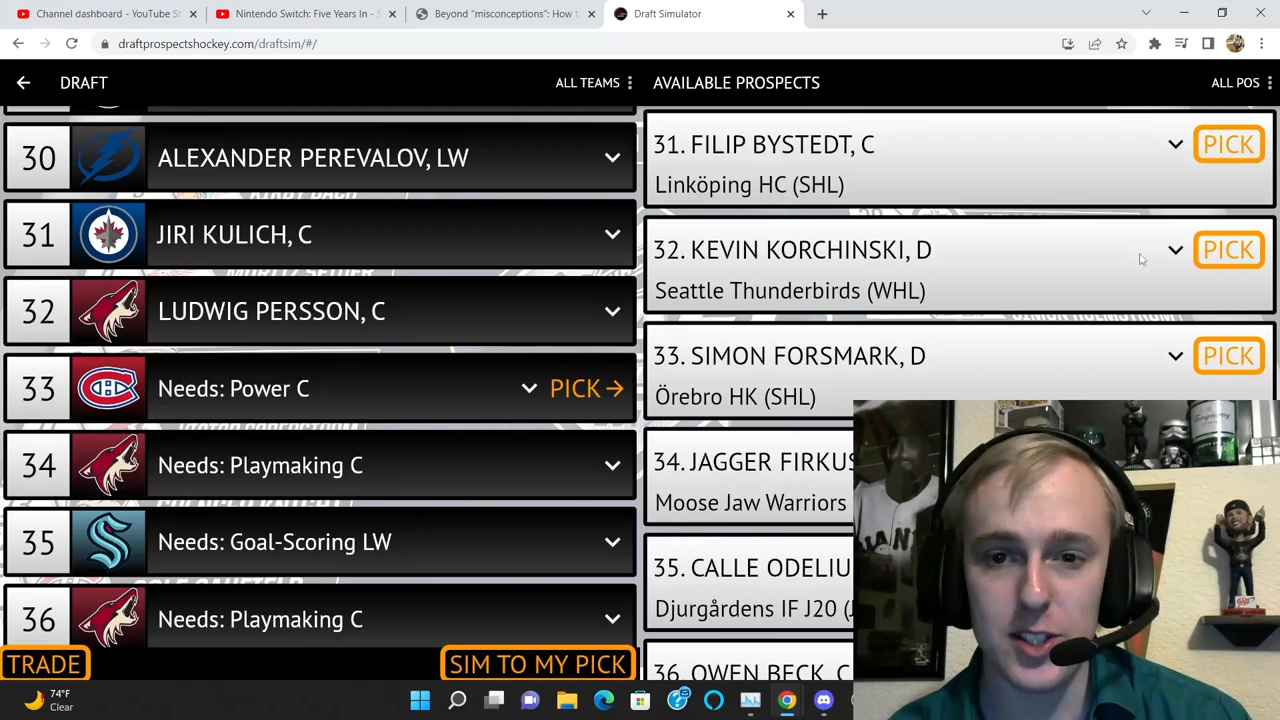 Channel dashboard - YouTube St
Nintendo Switch: Five Years In - S
Beyond "misconceptions": How t
Draft Simulator
draftprospectshockey.com/draftsim/#/
DRAFT
ALL TEAMS
AVAILABLE PROSPECTS
ALL POS
30 ALEXANDER PEREVALOV, LW
31 JIRI KULICH, C
32 LUDWIG PERSSON, C
33 Needs: Power C PICK→
34 Needs: Playmaking C
35 Needs: Goal-Scoring LW
36 Needs: Playmaking C
TRADE
SIM TO MY PICK
31. FILIP BYSTEDT, C PICK
Linköping HC (SHL)
32. KEVIN KORCHINSKI, D PICK
Seattle Thunderbirds (WHL)
33. SIMON FORSMARK, D PICK
Örebro HK (SHL)
34. JAGGER FIRKUS
Moose Jaw Warriors
35. CALLE ODELIU
Djurgårdens IF J20 (
36. OWEN BECK, C
74°F
Clear